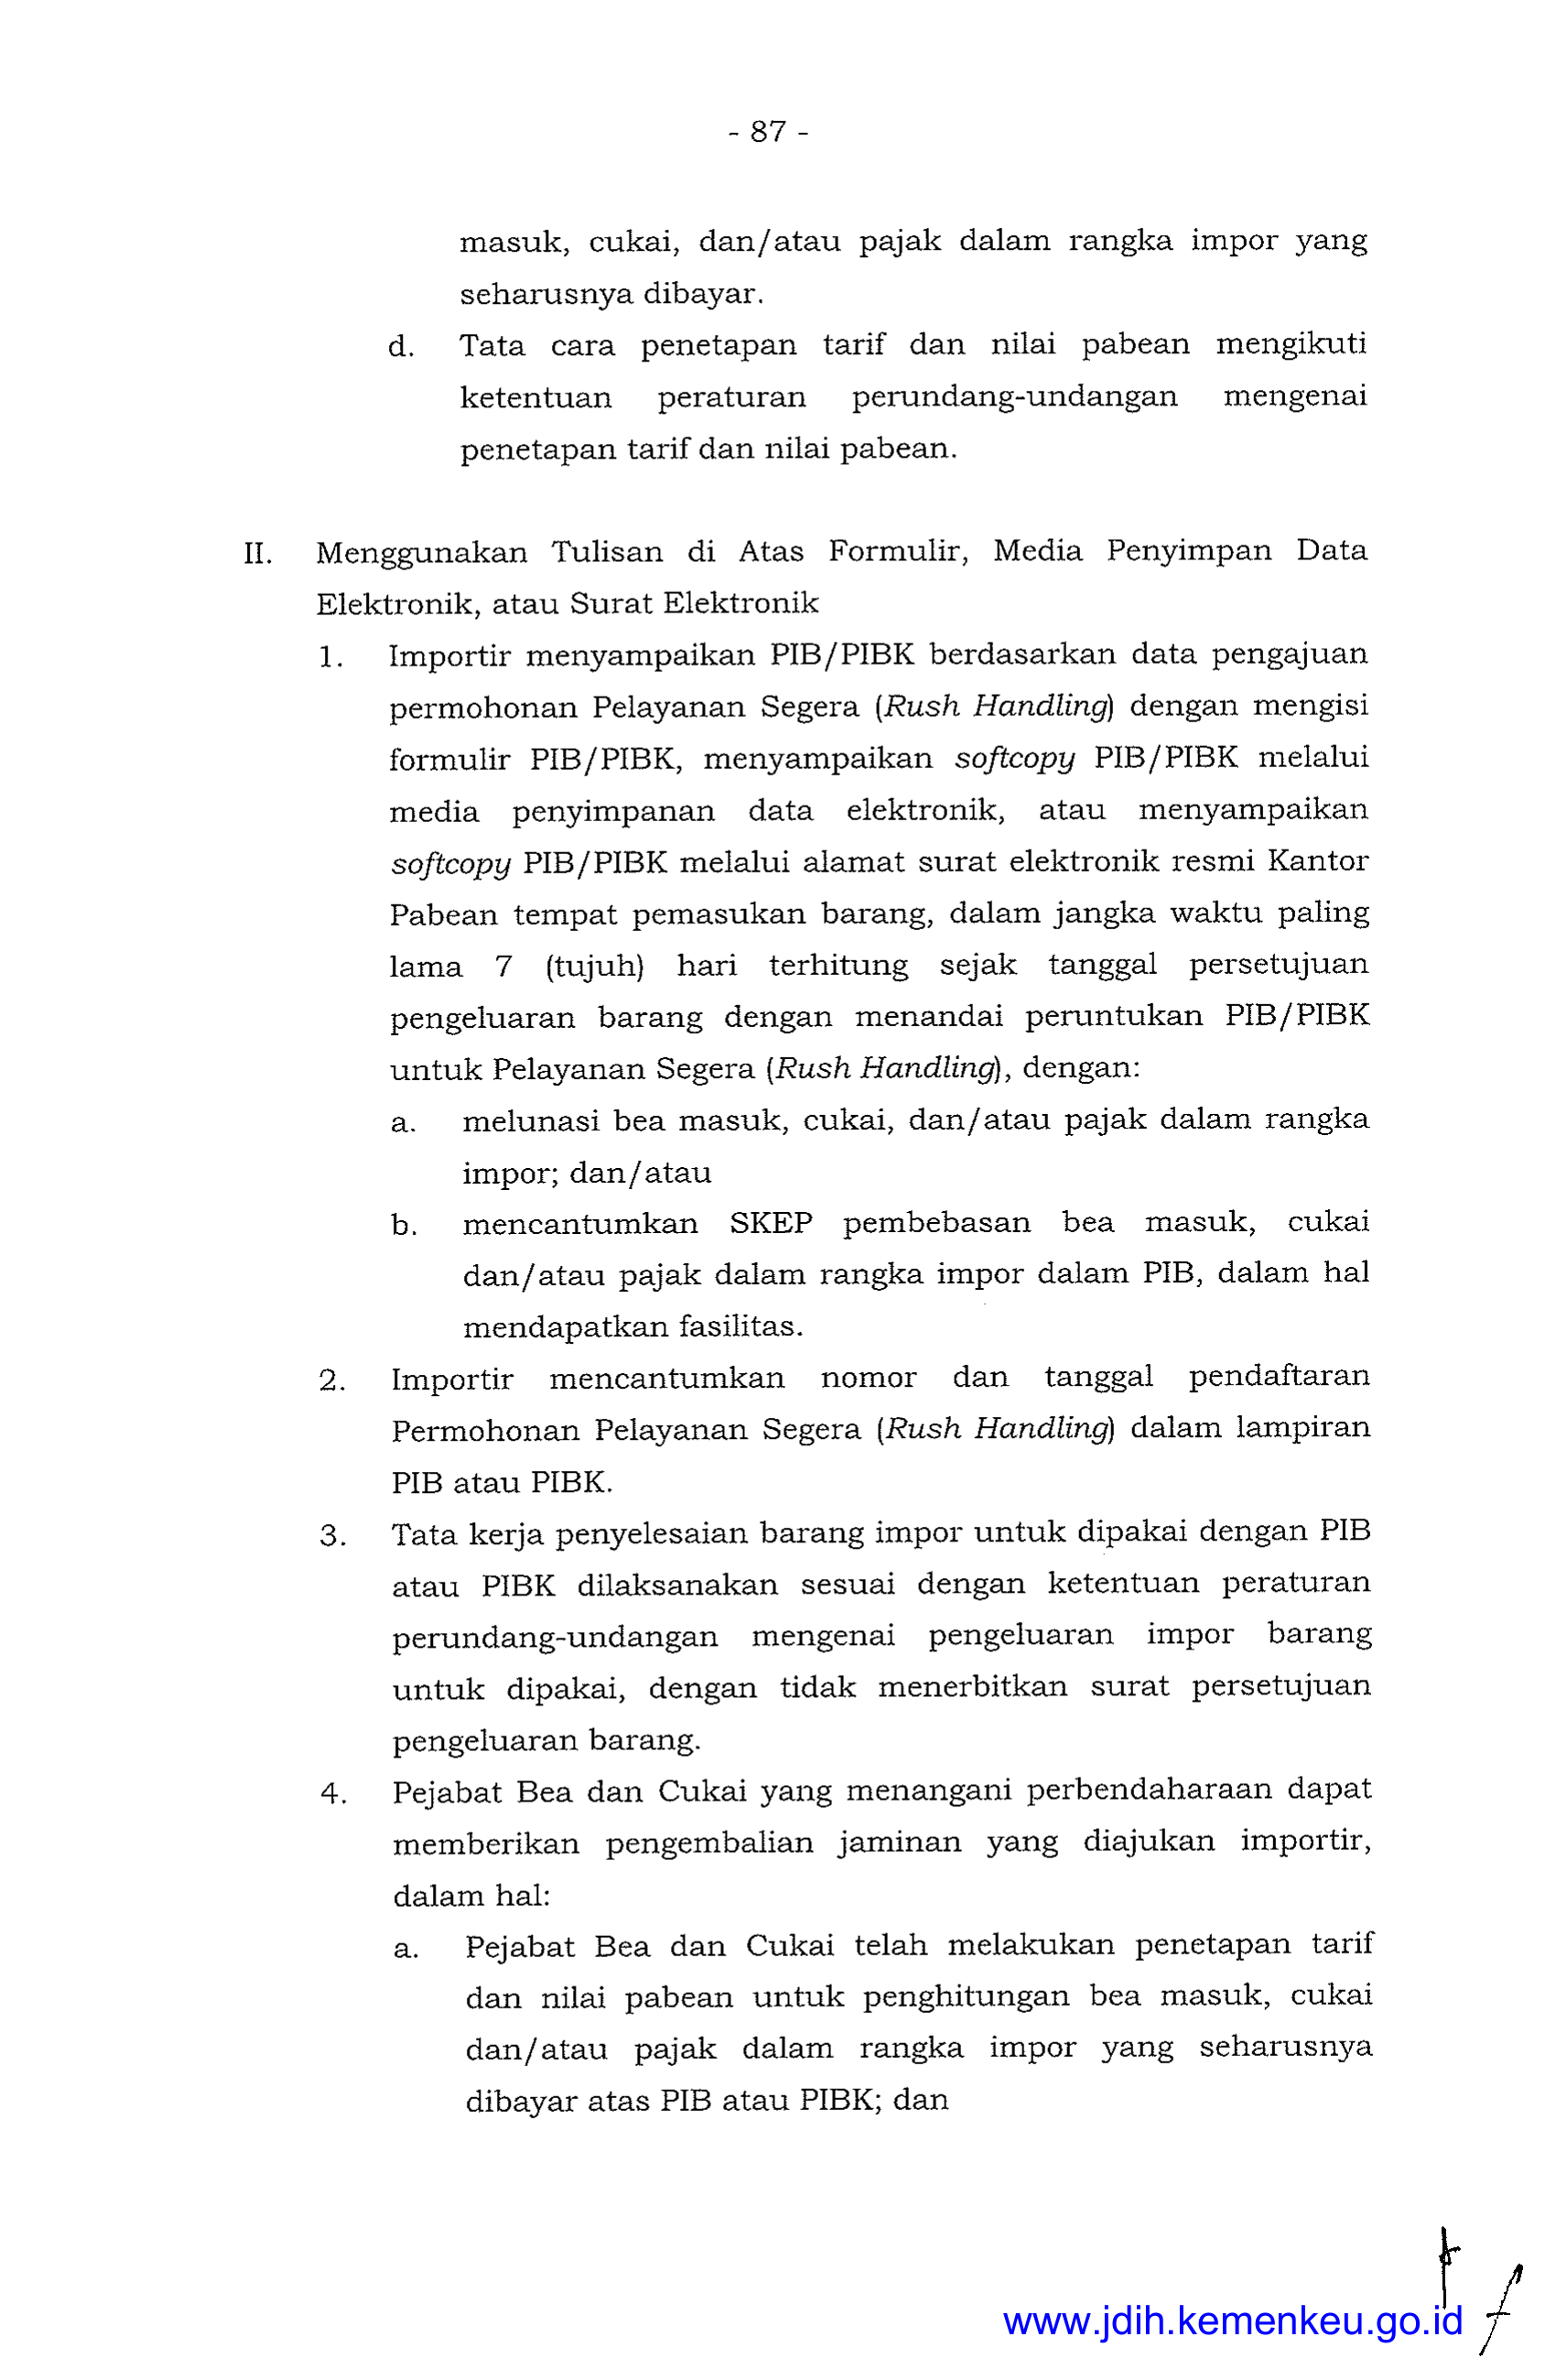 - 87 -
masuk, cukai, dan/atau pajak dalam rangka impor yang
seharusnya dibayar.
d. Tata cara penetapan tarif dan nilai pabean mengikuti
ketentuan peraturan perundang-undangan mengenai
penetapan tarif dan nilai pabean.
II. Menggunakan Tulisan di Atas Formulir, Media Penyimpan Data
Elektronik, atau Surat Elektronik
1. Importir menyampaikan PIB/PIBK berdasarkan data pengajuan
permohonan Pelayanan Segera (Rush Handling) dengan mengisi
formulir PIB/PIBK, menyampaikan softcopy PIB/PIBK melalui
media penyimpanan data elektronik, atau menyampaikan
softcopy PIB/PIBK melalui alamat surat elektronik resmi Kantor
Pabean tempat pemasukan barang, dalam jangka waktu paling
lama 7 (tujuh) hari terhitung sejak tanggal persetujuan
pengeluaran barang dengan menandai peruntukan PIB/PIBK
untuk Pelayanan Segera (Rush Handling), dengan:
a. melunasi bea masuk, cukai, dan/atau pajak dalam rangka
impor; dan/atau
b. mencantumkan SKEP pembebasan bea masuk, cukai
dan/atau pajak dalam rangka impor dalam PIB, dalam hal
mendapatkan fasilitas.
2. Importir mencantumkan nomor dan tanggal pendaftaran
Permohonan Pelayanan Segera (Rush Handling) dalam lampiran
PIB atau PIBK.
3. Tata kerja penyelesaian barang impor untuk dipakai dengan PIB
atau PIBK dilaksanakan sesuai dengan ketentuan peraturan
perundang-undangan mengenai pengeluaran impor barang
untuk dipakai, dengan tidak menerbitkan surat persetujuan
pengeluaran barang.
4. Pejabat Bea dan Cukai yang menangani perbendaharaan dapat
memberikan pengembalian jaminan yang diajukan importir,
dalam hal:
a. Pejabat Bea dan Cukai telah melakukan penetapan tarif
dan nilai pabean untuk penghitungan bea masuk, cukai
dan/atau pajak dalam rangka impor yang seharusnya
dibayar atas PIB atau PIBK; dan
www.jdih.kemenkeu.go.id